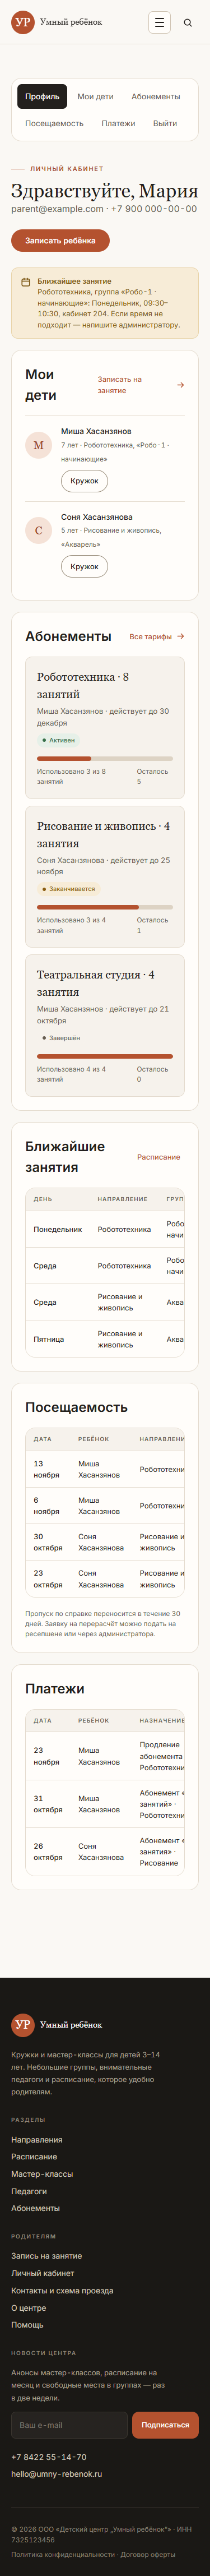 УР Умный ребёнок
Профиль Мои дети Абонементы
Посещаемость Платежи Выйти
ЛИЧНЫЙ КАБИНЕТ
Здравствуйте, Мария
parent@example.com · +7 900 000-00-00
Записать ребёнка
Ближайшее занятие
Робототехника, группа «Робо-1 ·
начинающие»: Понедельник, 09:30–
10:30, кабинет 204. Если время не
подходит — напишите администратору.
Мои
дети
Записать на
занятие
М
Миша Хасанзянов
7 лет · Робототехника, «Робо-1 ·
начинающие»
Кружок
С
Соня Хасанзянова
5 лет · Рисование и живопись,
«Акварель»
Кружок
Абонементы
Все тарифы
Робототехника · 8
занятий
Миша Хасанзянов · действует до 30
декабря
Активен
Использовано 3 из 8
занятий
Осталось
5
Рисование и живопись · 4
занятия
Соня Хасанзянова · действует до 25
ноября
Заканчивается
Использовано 3 из 4
занятий
Осталось
1
Театральная студия · 4
занятия
Миша Хасанзянов · действует до 21
октября
Завершён
Использовано 4 из 4
занятий
Осталось
0
Ближайшие
занятия
Расписание
ДЕНЬ НАПРАВЛЕНИЕ ГРУП
Понедельник Робототехника Робо
начи
Среда Робототехника Робо
начи
Среда Рисование и
живопись Аква
Пятница Рисование и
живопись Аква
Посещаемость
ДАТА РЕБЁНОК НАПРАВЛЕНИ
13
ноября Миша
Хасанзянов Робототехни
6
ноября Миша
Хасанзянов Робототехни
30
октября Соня
Хасанзянова Рисование и
живопись
23
октября Соня
Хасанзянова Рисование и
живопись
Пропуск по справке переносится в течение 30
дней. Заявку на перерасчёт можно подать на
ресепшене или через администратора.
Платежи
ДАТА РЕБЁНОК НАЗНАЧЕНИЕ
23
ноября Миша
Хасанзянов Продление
абонемента
Робототехни
31
октября Миша
Хасанзянов Абонемент «
занятий» ·
Робототехни
26
октября Соня
Хасанзянова Абонемент «
занятия» ·
Рисование
УР Умный ребёнок
Кружки и мастер-классы для детей 3–14
лет. Небольшие группы, внимательные
педагоги и расписание, которое удобно
родителям.
РАЗДЕЛЫ
Направления
Расписание
Мастер-классы
Педагоги
Абонементы
РОДИТЕЛЯМ
Запись на занятие
Личный кабинет
Контакты и схема проезда
О центре
Помощь
НОВОСТИ ЦЕНТРА
Анонсы мастер-классов, расписание на
месяц и свободные места в группах — раз
в две недели.
Ваш e-mail Подписаться
+7 8422 55-14-70
hello@umny-rebenok.ru
© 2026 ООО «Детский центр „Умный ребёнок“» · ИНН
7325123456
Политика конфиденциальности · Договор оферты